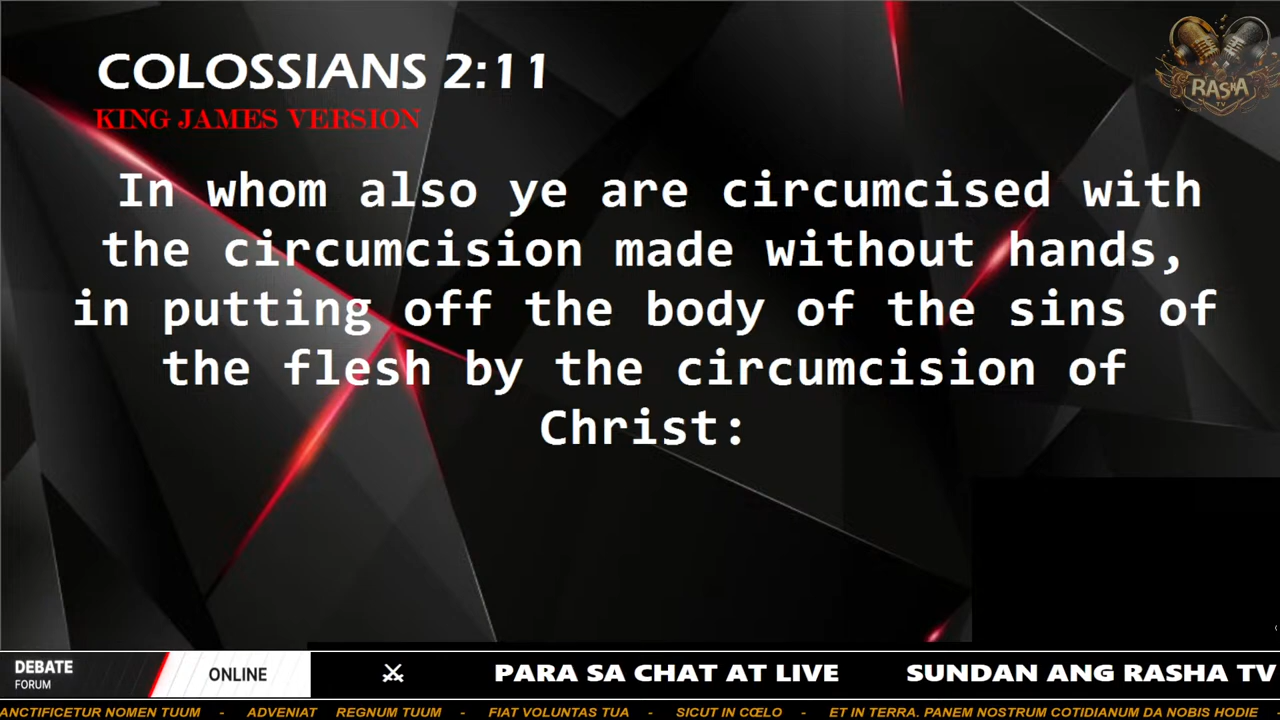 COLOSSIANS 2:11
KING JAMES VERSION
RASHA
TV
In whom also ye are circumcised with
the circumcision made without hands,
in putting off the body of the sins of
the flesh by the circumcision of
Christ:
DEBATE
FORUM
ONLINE
PARA SA CHAT AT LIVE SUNDAN ANG RASHA TV
ANCTIFICETUR NOMEN TUUM - ADVENIAT REGNUM TUUM - FIAT VOLUNTAS TUA - SICUT IN CŒLO - ET IN TERRA. PANEM NOSTRUM COTIDIANUM DA NOBIS HODIE